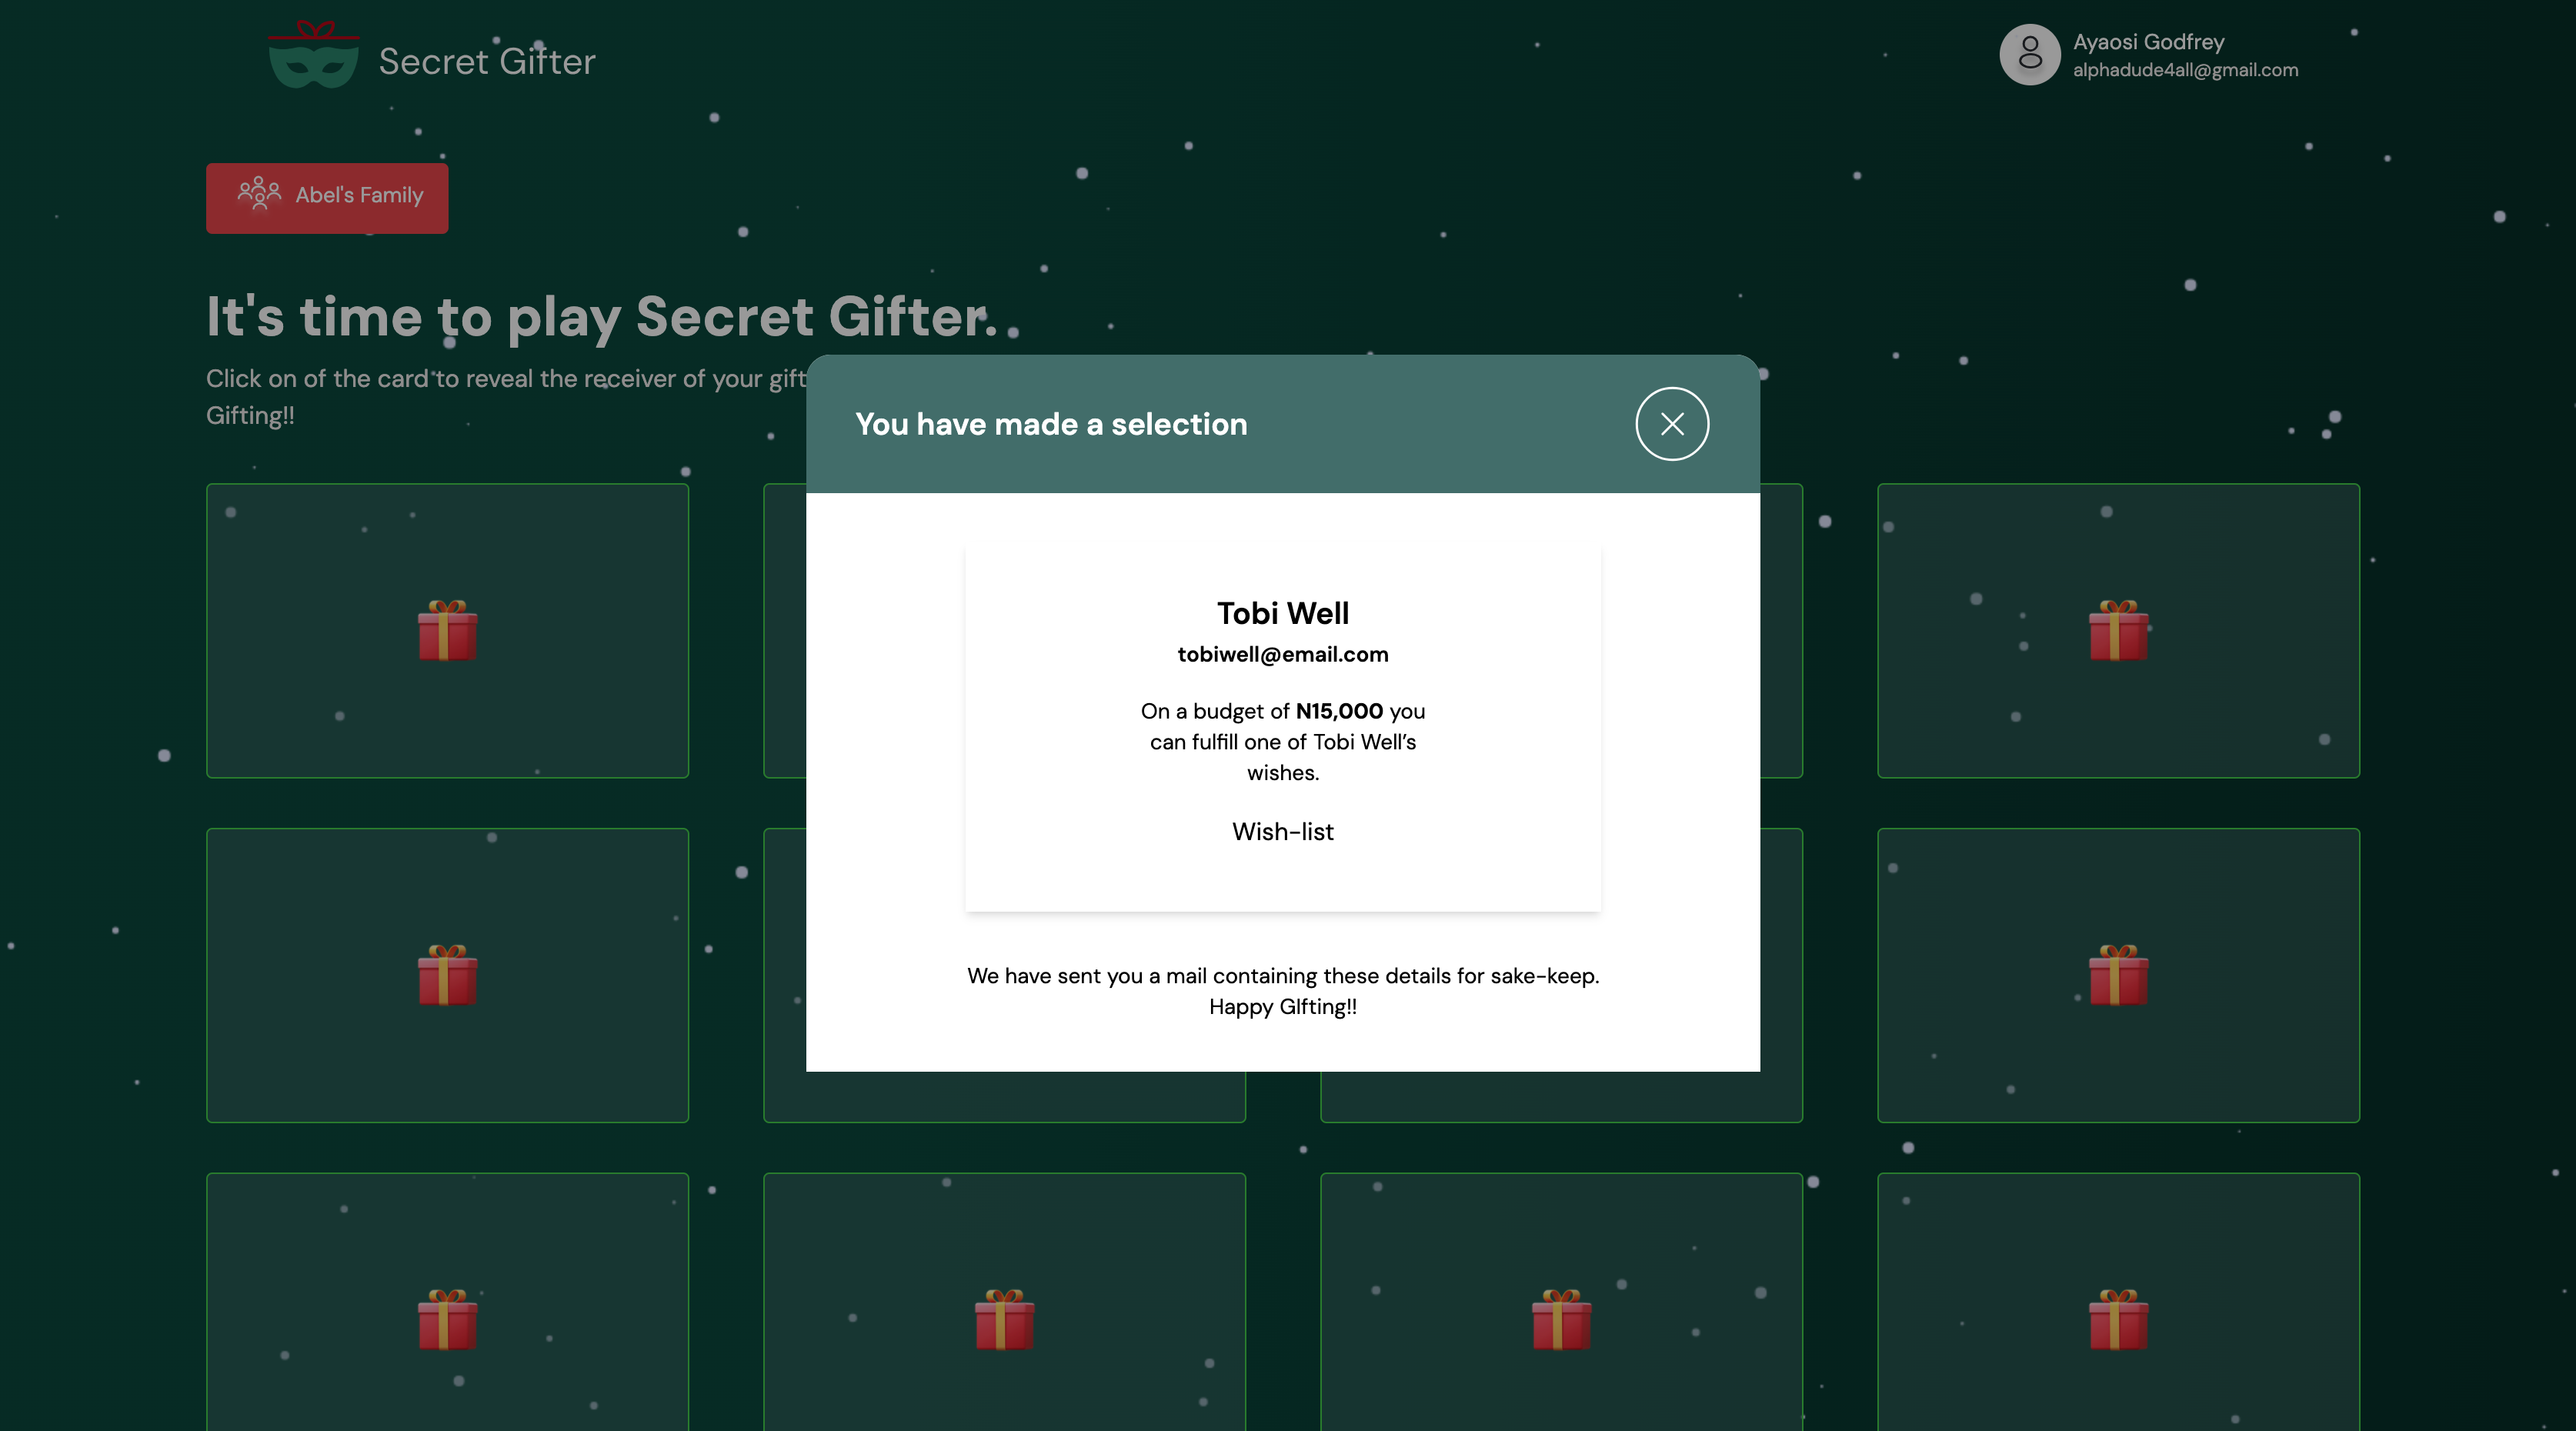 Secret Gifter
Ayaosi Godfrey
alphadude4all@gmail.com
Abel's Family
It's time to play Secret Gifter.
Click on of the card to reveal the receiver of your gift
Gifting!!
You have made a selection
Tobi Well
tobiwell@email.com
On a budget of N15,000 you
can fulfill one of Tobi Well’s
wishes.
Wish-list
We have sent you a mail containing these details for sake-keep.
Happy GIfting!!